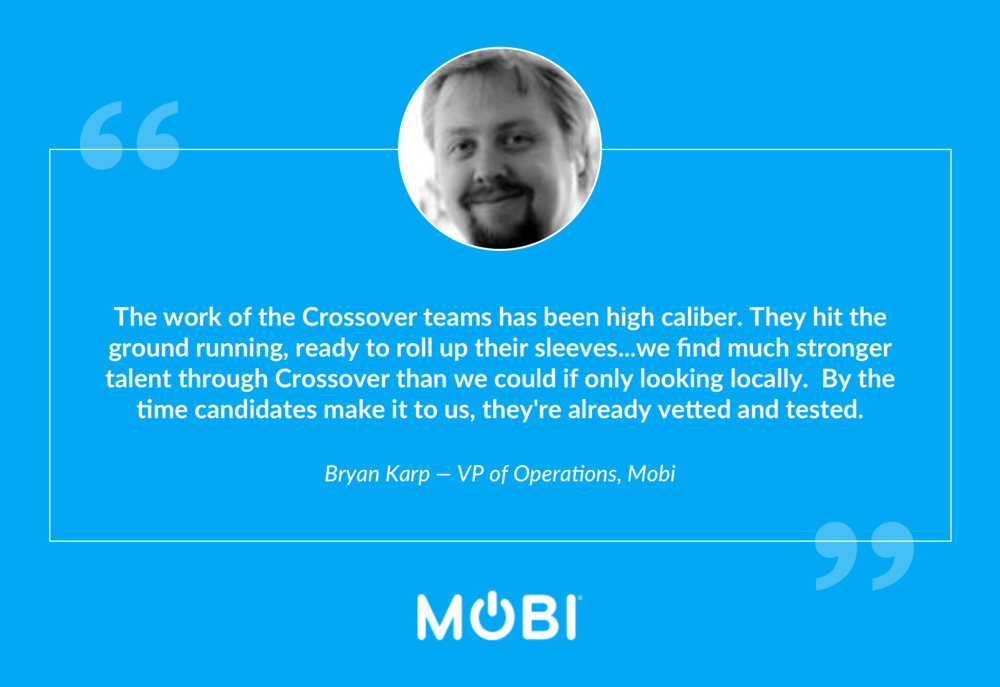 The work of the Crossover teams has been high caliber. They hit the
ground running, ready to roll up their sleeves...we find much stronger
talent through Crossover than we could if only looking locally.  By the
time candidates make it to us, they're already vetted and tested.
Bryan Karp — VP of Operations, Mobi
MOBI